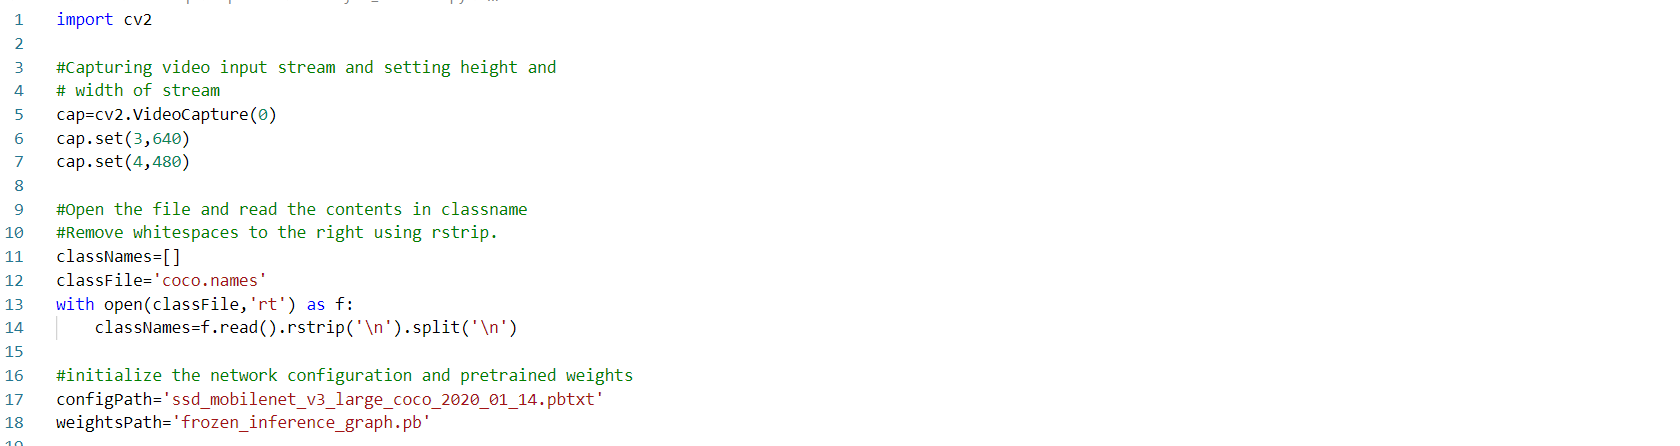 1 import cv2
2
3 #Capturing video input stream and setting height and
4 # width of stream
5 cap=cv2.VideoCapture(0)
6 cap.set(3,640)
7 cap.set(4,480)
8
9 #Open the file and read the contents in classname
10 #Remove whitespaces to the right using rstrip.
11 classNames=[]
12 classFile='coco.names'
13 with open(classFile,'rt') as f:
14     classNames=f.read().rstrip('\n').split('\n')
15
16 #initialize the network configuration and pretrained weights
17 configPath='ssd_mobilenet_v3_large_coco_2020_01_14.pbtxt'
18 weightsPath='frozen_inference_graph.pb'